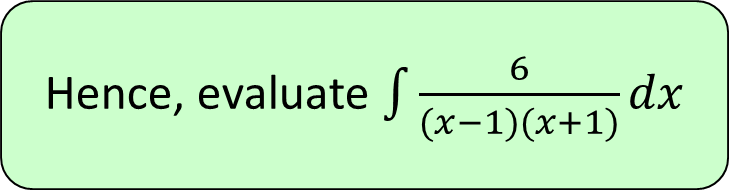 Hence, evaluate ∫ 6/((x−1)(x+1)) dx